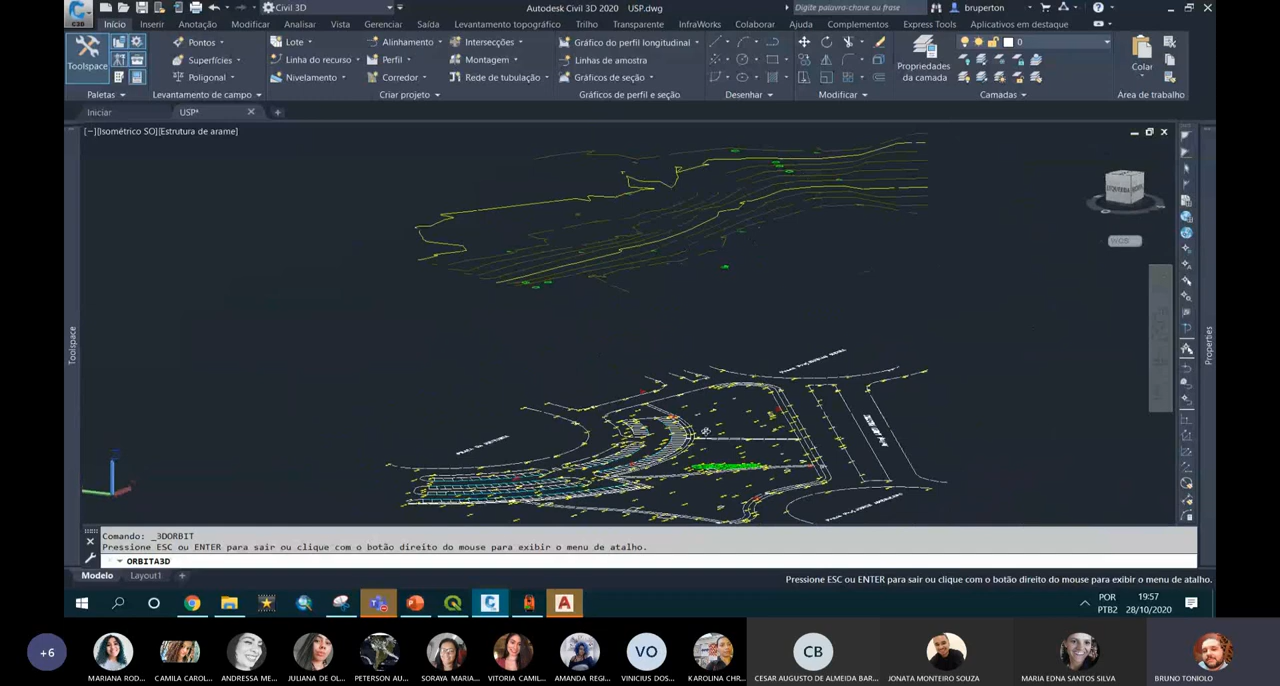 Civil 3D
Autodesk Civil 3D 2020 USP.dwg
Digite palavra-chave ou frase
bruperton
C3D
Início Inserir Anotação Modificar Analisar Vista Gerenciar Saída Levantamento topográfico Trilho Transparente InfraWorks Colaborar Ajuda Complementos Express Tools Aplicativos em destaque
Toolspace
Pontos
Superfícies
Poligonal
Lote
Linha do recurso
Nivelamento
Alinhamento
Perfil
Corredor
Intersecções
Montagem
Rede de tubulação
Gráfico do perfil longitudinal
Linhas de amostra
Gráficos de seção
Propriedades
da camada
0
Colar
Paletas Levantamento de campo Criar projeto Gráficos de perfil e seção Desenhar Modificar Camadas Área de trabalho
Iniciar USP*
[−][Isométrico SO][Estrutura de arame]
WCS
Toolspace
Properties
Comando: _3DORBIT
Pressione ESC ou ENTER para sair ou clique com o botão direito do mouse para exibir o menu de atalho.
ORBITA3D
Modelo Layout1
Pressione ESC ou ENTER para sair ou clique com o botão direito do mouse para exibir o menu de atalho.
POR
PTB2
19:57
28/10/2020
+6
VO
CB
MARIANA ROD... CAMILA CAROL... ANDRESSA ME... JULIANA DE OL... PETERSON AU... SORAYA MARIA... VITORIA CAMIL... AMANDA REGI... VINICIUS DOS... KAROLINA CHR... CESAR AUGUSTO DE ALMEIDA BAR... JONATA MONTEIRO SOUZA MARIA EDNA SANTOS SILVA BRUNO TONIOLO